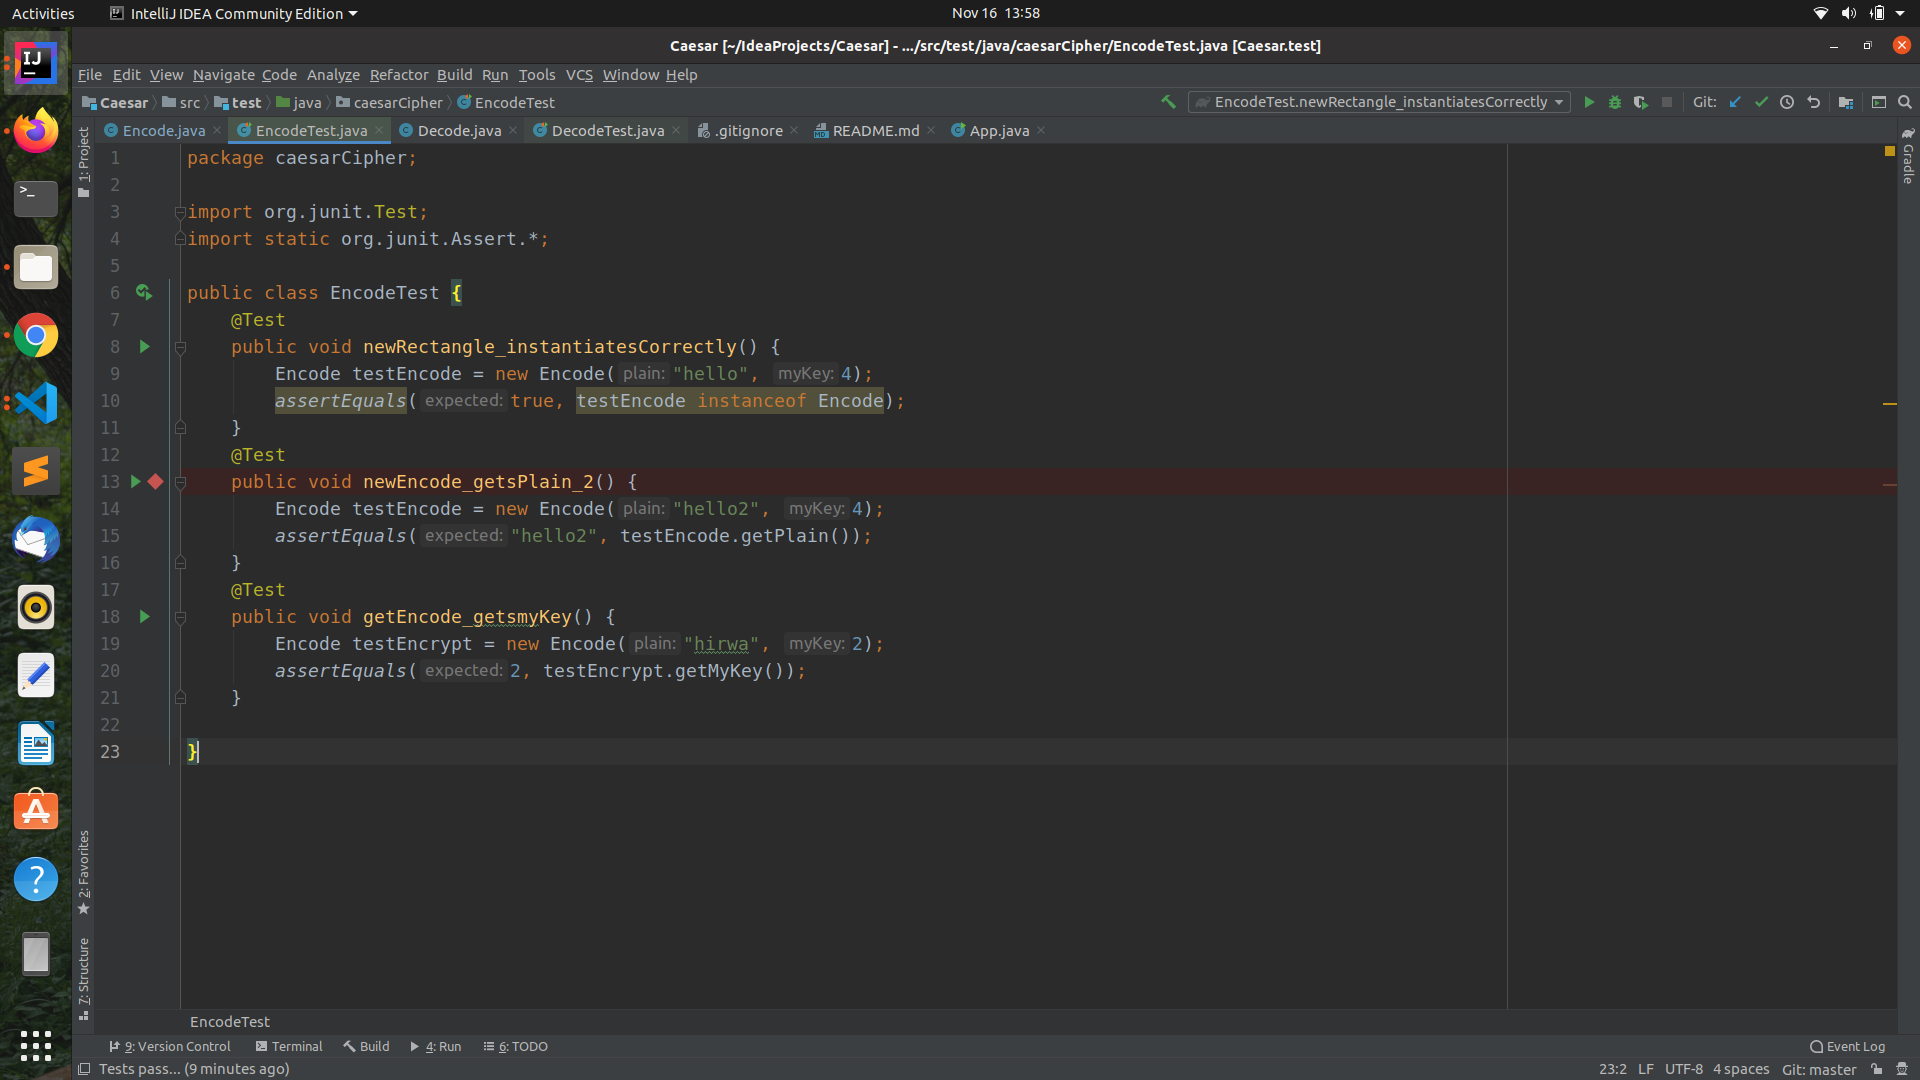 Activities IntelliJ IDEA Community Edition Nov 16 13:58
Caesar [~/IdeaProjects/Caesar] - .../src/test/java/caesarCipher/EncodeTest.java [Caesar.test]
File Edit View Navigate Code Analyze Refactor Build Run Tools VCS Window Help
Caesar src test java caesarCipher EncodeTest EncodeTest.newRectangle_instantiatesCorrectly Git:
Encode.java EncodeTest.java Decode.java DecodeTest.java .gitignore README.md App.java
1: Project
Gradle
1 package caesarCipher;
2
3 import org.junit.Test;
4 import static org.junit.Assert.*;
5
6 public class EncodeTest {
7 @Test
8 public void newRectangle_instantiatesCorrectly() {
9 Encode testEncode = new Encode( plain: "hello", myKey: 4);
10 assertEquals( expected: true, testEncode instanceof Encode);
11 }
12 @Test
13 public void newEncode_getsPlain_2() {
14 Encode testEncode = new Encode( plain: "hello2", myKey: 4);
15 assertEquals( expected: "hello2", testEncode.getPlain());
16 }
17 @Test
18 public void getEncode_getsmyKey() {
19 Encode testEncrypt = new Encode( plain: "hirwa", myKey: 2);
20 assertEquals( expected: 2, testEncrypt.getMyKey());
21 }
22
23 }
2: Favorites
7: Structure
EncodeTest
9: Version Control Terminal Build 4: Run 6: TODO Event Log
Tests pass... (9 minutes ago) 23:2 LF UTF-8 4 spaces Git: master